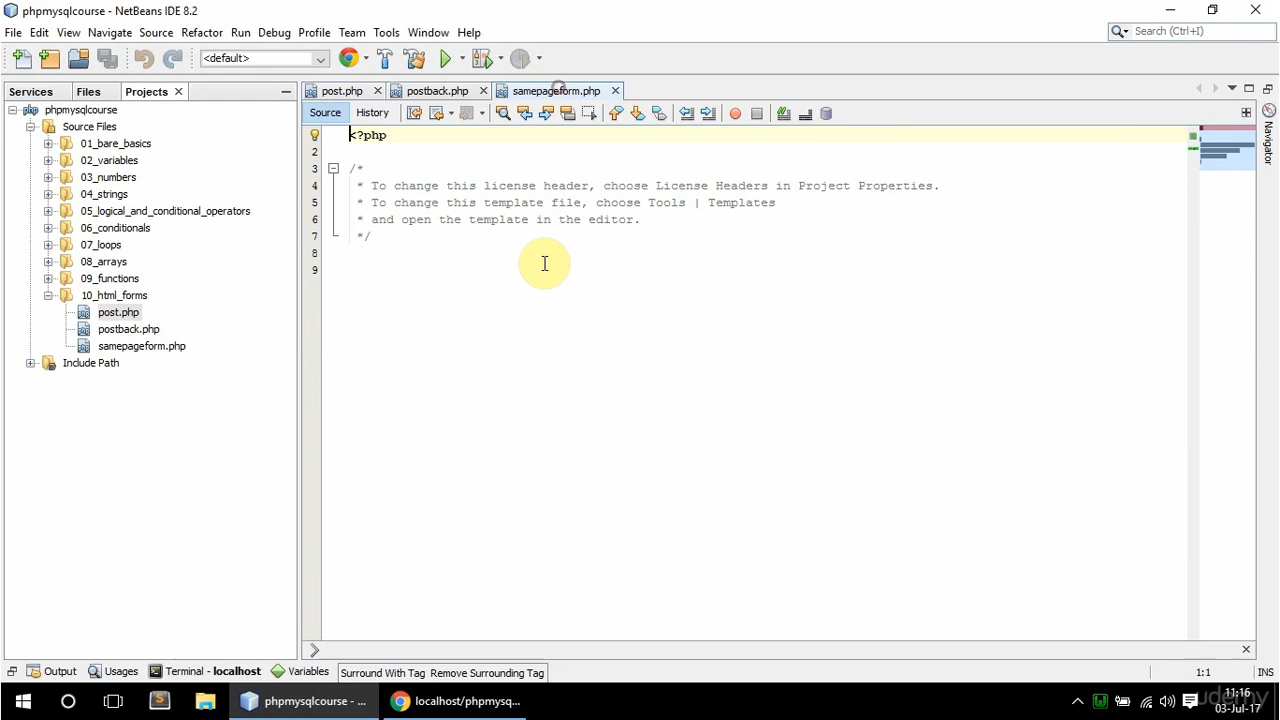 phpmysqlcourse - NetBeans IDE 8.2
File Edit View Navigate Source Refactor Run Debug Profile Team Tools Window Help
Search (Ctrl+I)
<default>
Services Files Projects
post.php postback.php samepageform.php
Source History
phpmysqlcourse
Source Files
01_bare_basics
02_variables
03_numbers
04_strings
05_logical_and_conditional_operators
06_conditionals
07_loops
08_arrays
09_functions
10_html_forms
post.php
postback.php
samepageform.php
Include Path
<?php
2
3 /*
4 * To change this license header, choose License Headers in Project Properties.
5 * To change this template file, choose Tools | Templates
6 * and open the template in the editor.
7 */
8
9
Navigator
Output Usages Terminal - localhost Variables Surround With Tag Remove Surrounding Tag
1:1 INS
phpmysqlcourse - ... localhost/phpmysq...
11:16
03-Jul-17
udemy